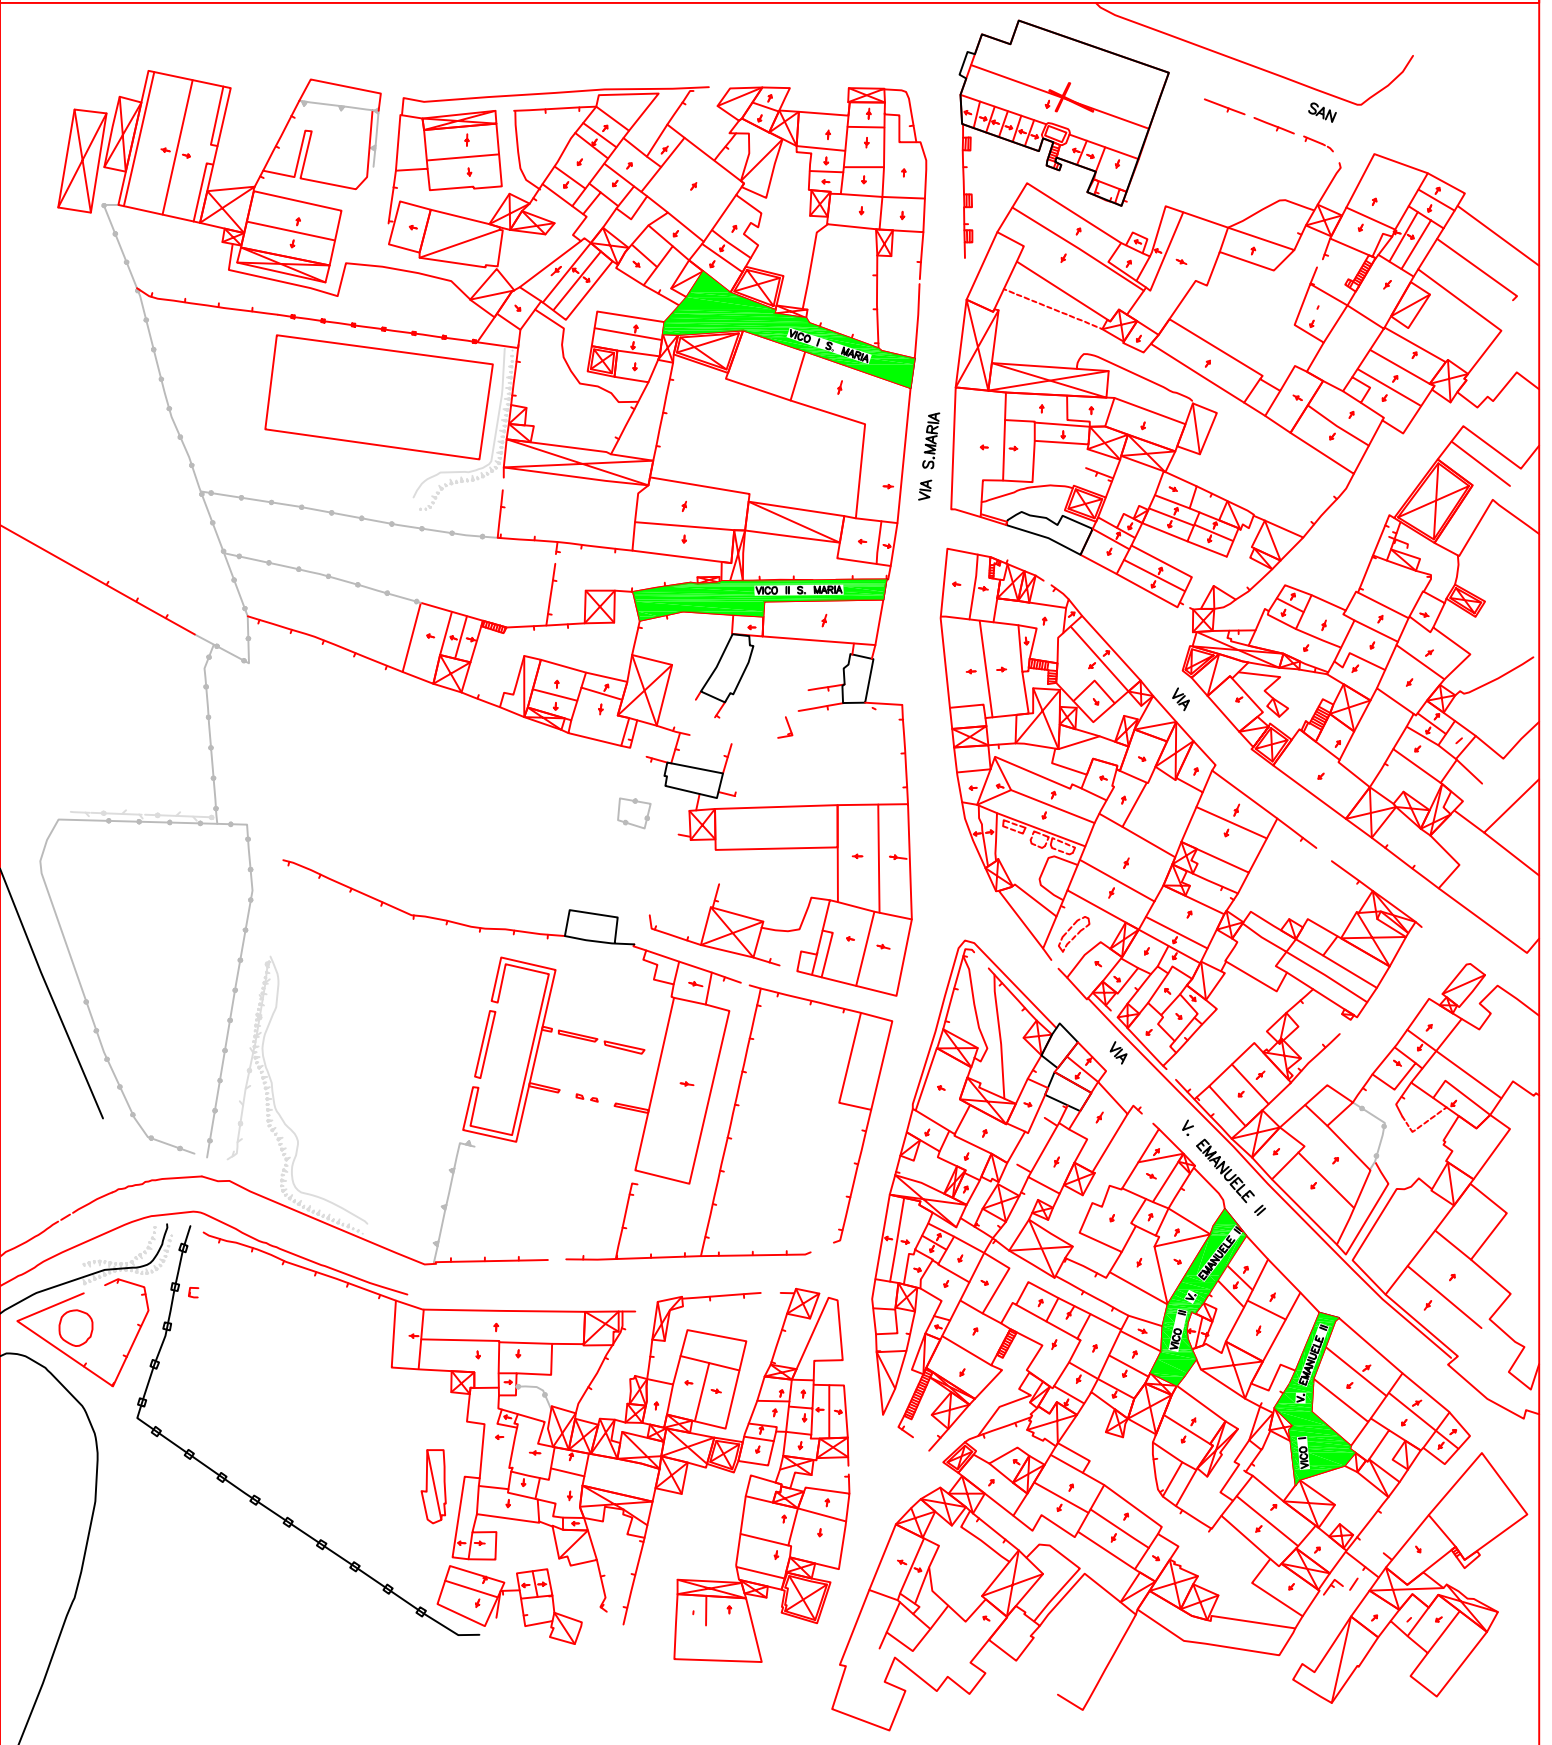 SAN
VICO I S. MARIA
VIA S.MARIA
VICO II S. MARIA
VIA
VIA
V. EMANUELE II
VICO II V. EMANUELE II
VICO I V. EMANUELE II